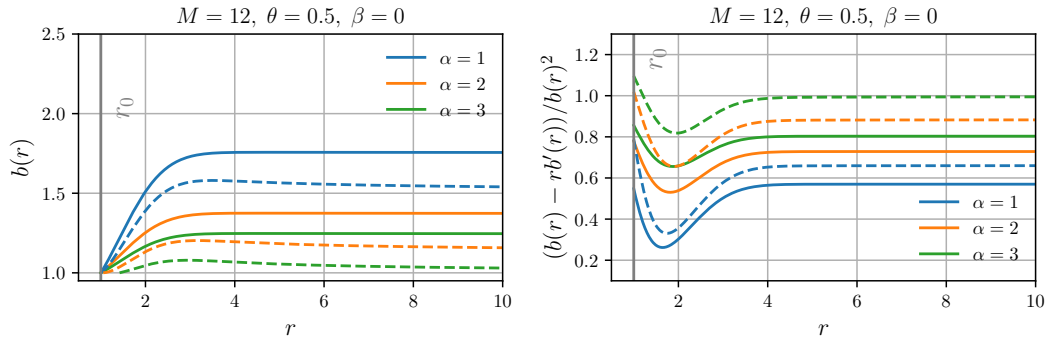 M = 12, θ = 0.5, β = 0
2.5
2.0
1.5
1.0
b(r)
r₀
α = 1
α = 2
α = 3
2 4 6 8 10
r
M = 12, θ = 0.5, β = 0
1.2
1.0
0.8
0.6
0.4
0.2
(b(r) − rb′(r))/b(r)²
r₀
α = 1
α = 2
α = 3
2 4 6 8 10
r